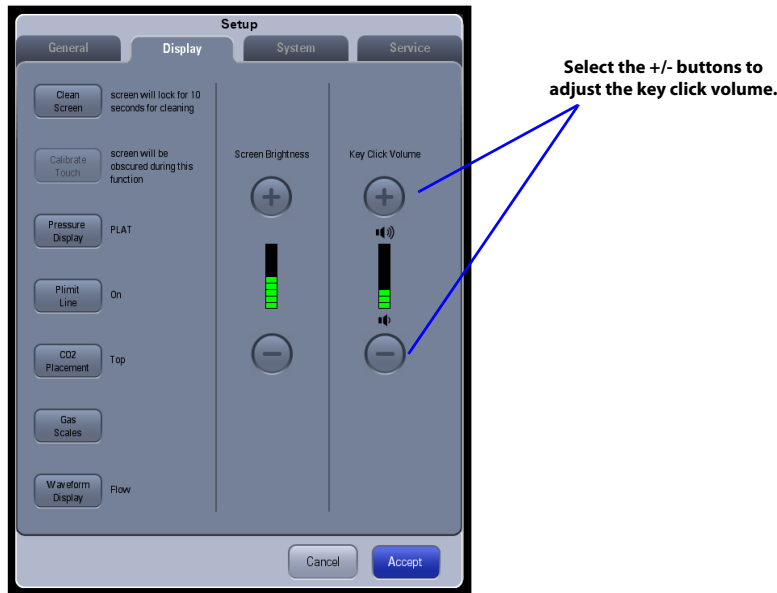 Setup
General
Display
System
Service
Select the +/- buttons to
adjust the key click volume.
Clean
Screen
screen will lock for 10
seconds for cleaning
Calibrate
Touch
screen will be
obscured during this
function
Pressure
Display
PLAT
Plimit
Line
On
CO2
Placement
Top
Gas
Scales
Waveform
Display
Flow
Screen Brightness
+
−
Key Click Volume
+
−
Cancel
Accept